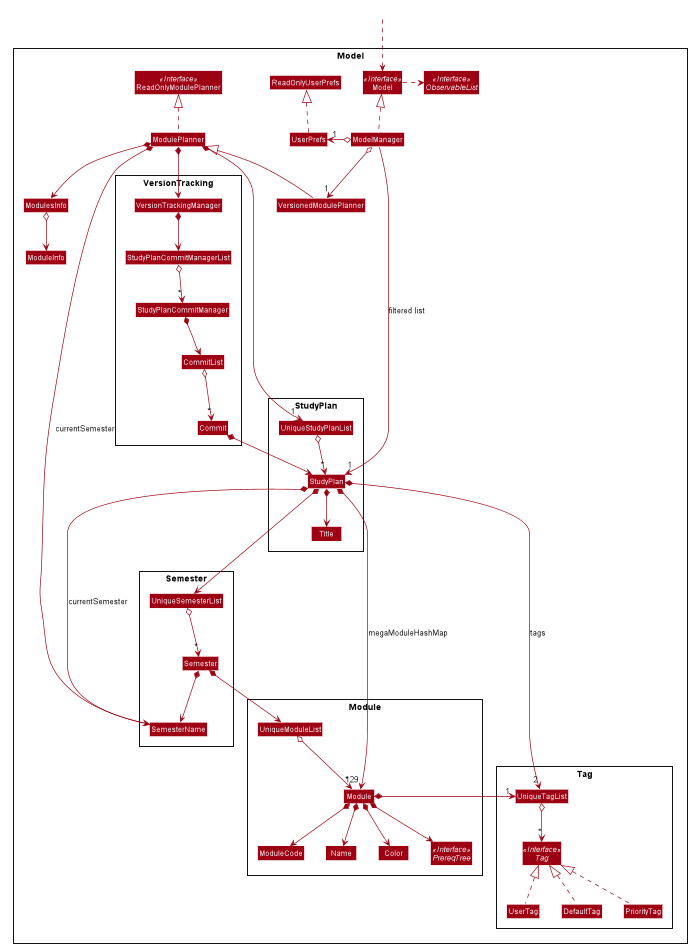 Model
«Interface»
ReadOnlyModulePlanner
ReadOnlyUserPrefs
«Interface»
Model
«Interface»
ObservableList
ModulePlanner
UserPrefs
1
ModelManager
VersionTracking
1
ModulesInfo
VersionTrackingManager
VersionedModulePlanner
ModuleInfo
StudyPlanCommitManagerList
*
StudyPlanCommitManager
filtered list
CommitList
*
StudyPlan
1
currentSemester
Commit
UniqueStudyPlanList
*
1
StudyPlan
Title
Semester
currentSemester
UniqueSemesterList
megaModuleHashMap
tags
*
Semester
Module
SemesterName
UniqueModuleList
Tag
*
129
2
Module
1
UniqueTagList
*
ModuleCode
Name
Color
«Interface»
PrereqTree
«Interface»
Tag
UserTag
DefaultTag
PriorityTag